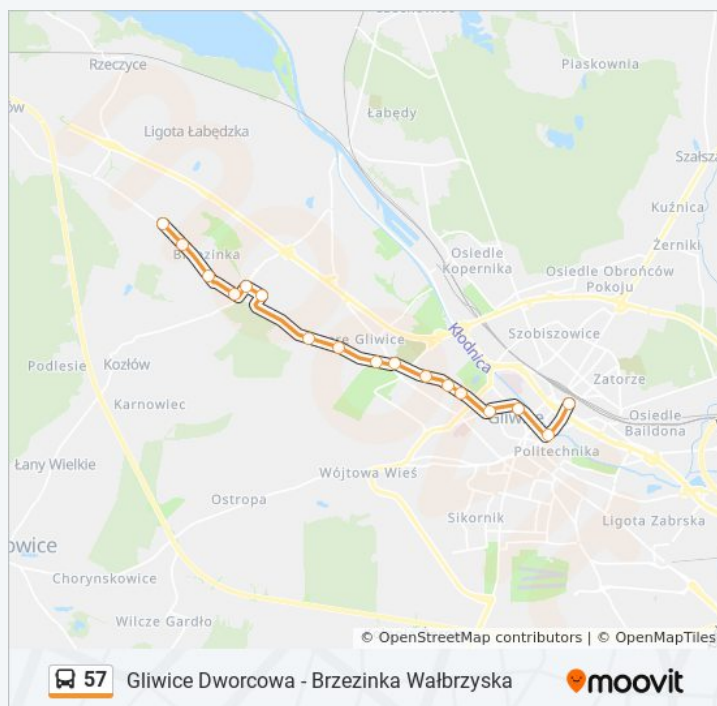 Rzeczyce
Piaskownia
Łabędy
Ligota Łabędzka
Szałsza
Kuźnica
Żerniki
Osiedle
Kopernika
Osiedle Obrońców
Pokoju
Brzezinka
Kłodnica
Szobiszowice
Stare Gliwice
Podlesie
Kozłów
Karnowiec
Zatorze
Gliwice
Osiedle
Baildona
Politechnika
Łany Wielkie
Wójtowa Wieś
Ostropa
Sikornik
Ligota Zabrska
owice
Chorynskowice
Wilcze Gardło
© OpenStreetMap contributors | © OpenMapTiles
57 Gliwice Dworcowa - Brzezinka Wałbrzyska
moovit